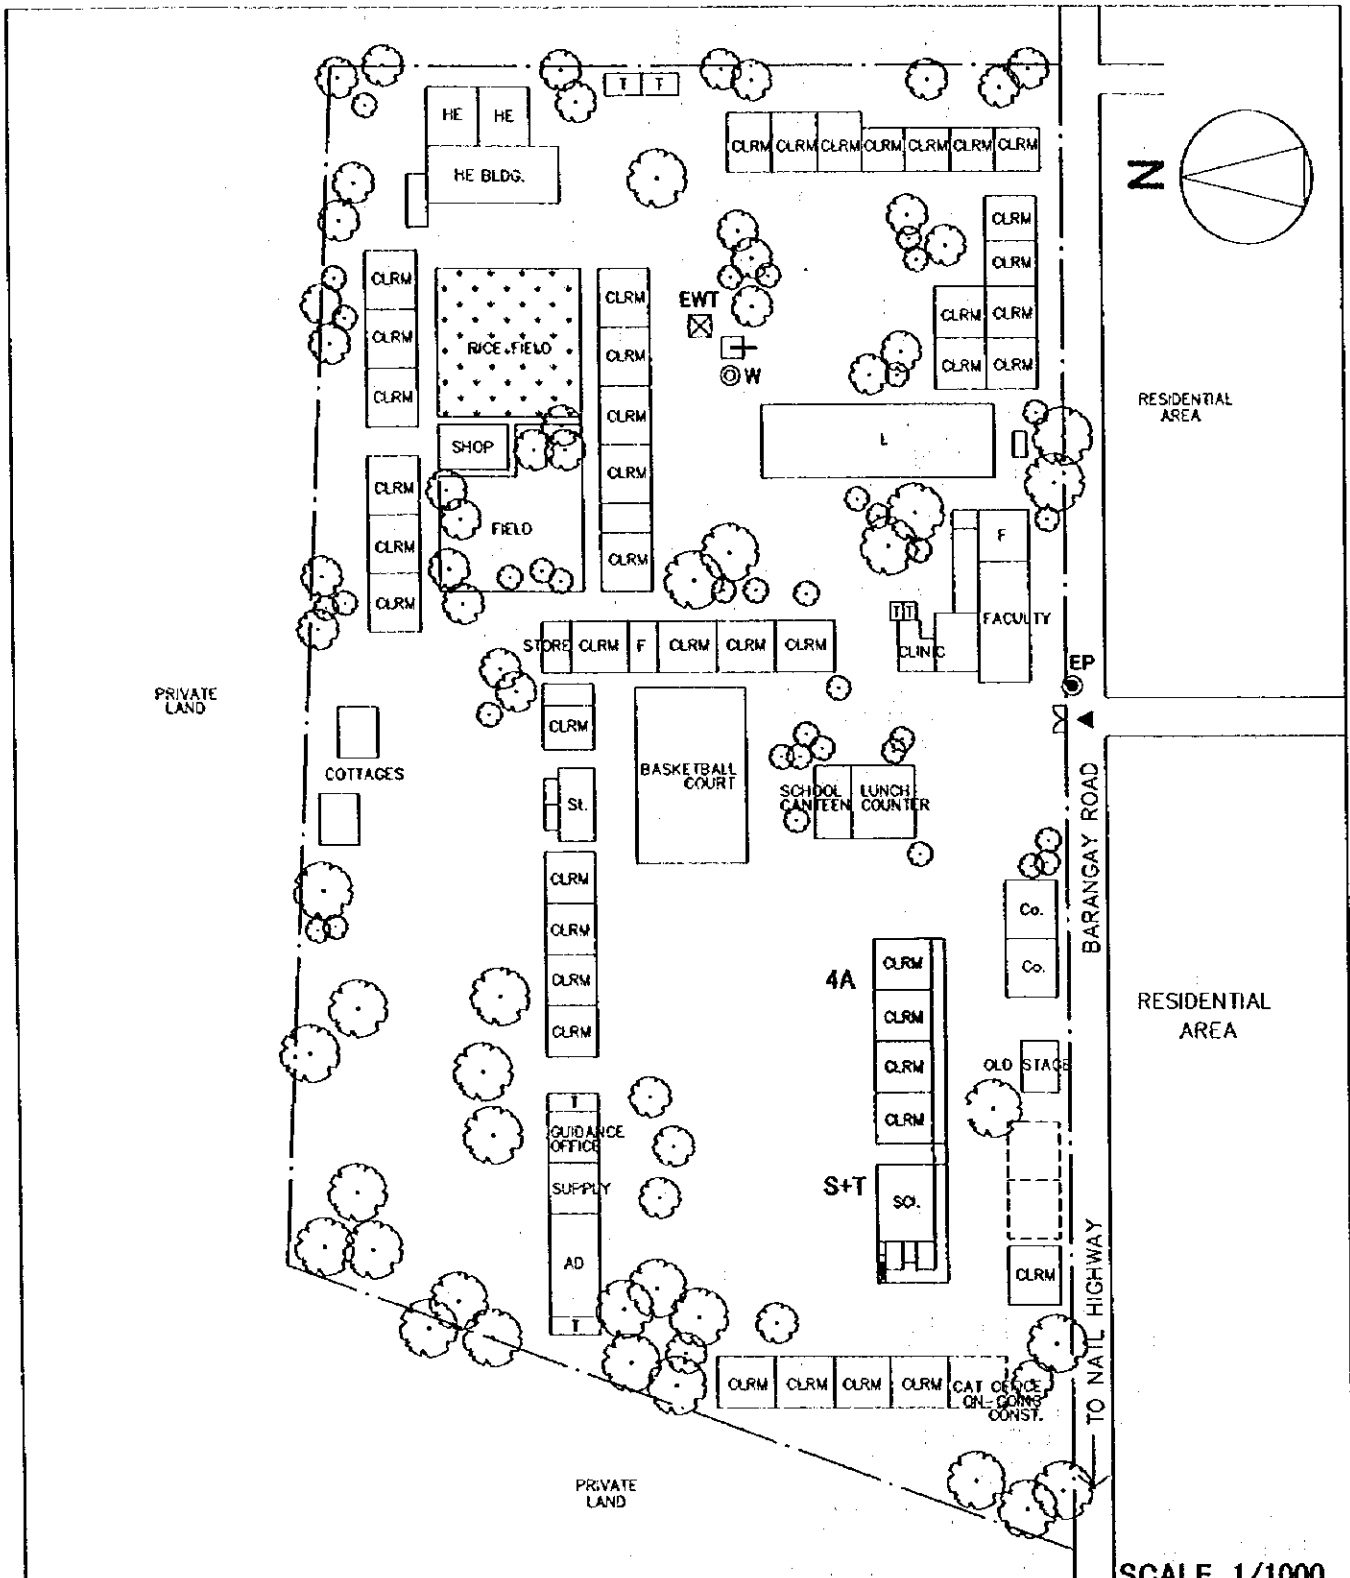 T T
HE HE
HE BLDG.
CLRM CLRM CLRM CLRM CLRM CLRM CLRM
N
CLRM
CLRM
CLRM CLRM
CLRM CLRM
CLRM
CLRM
CLRM
RICE FIELD
CLRM
CLRM
CLRM
CLRM
CLRM
EWT
W
RESIDENTIAL
AREA
L
SHOP
FIELD
CLRM
CLRM
CLRM
F
FACULTY
T T
CLINIC
EP
STORE CLRM F CLRM CLRM CLRM
PRIVATE
LAND
CLRM
COTTAGES
St.
BASKETBALL
COURT
SCHOOL
CANTEEN
LUNCH
COUNTER
BARANGAY ROAD
CLRM
CLRM
CLRM
CLRM
Co.
Co.
4A
CLRM
CLRM
CLRM
CLRM
RESIDENTIAL
AREA
OLD STAGE
T
GUIDANCE
OFFICE
SUPPLY
AD
T
S+T
SCI.
CLRM
TO NATL HIGHWAY
CLRM CLRM CLRM CLRM
CAT OFFICE
ON-GOING
CONST.
PRIVATE
LAND
SCALE 1/1000